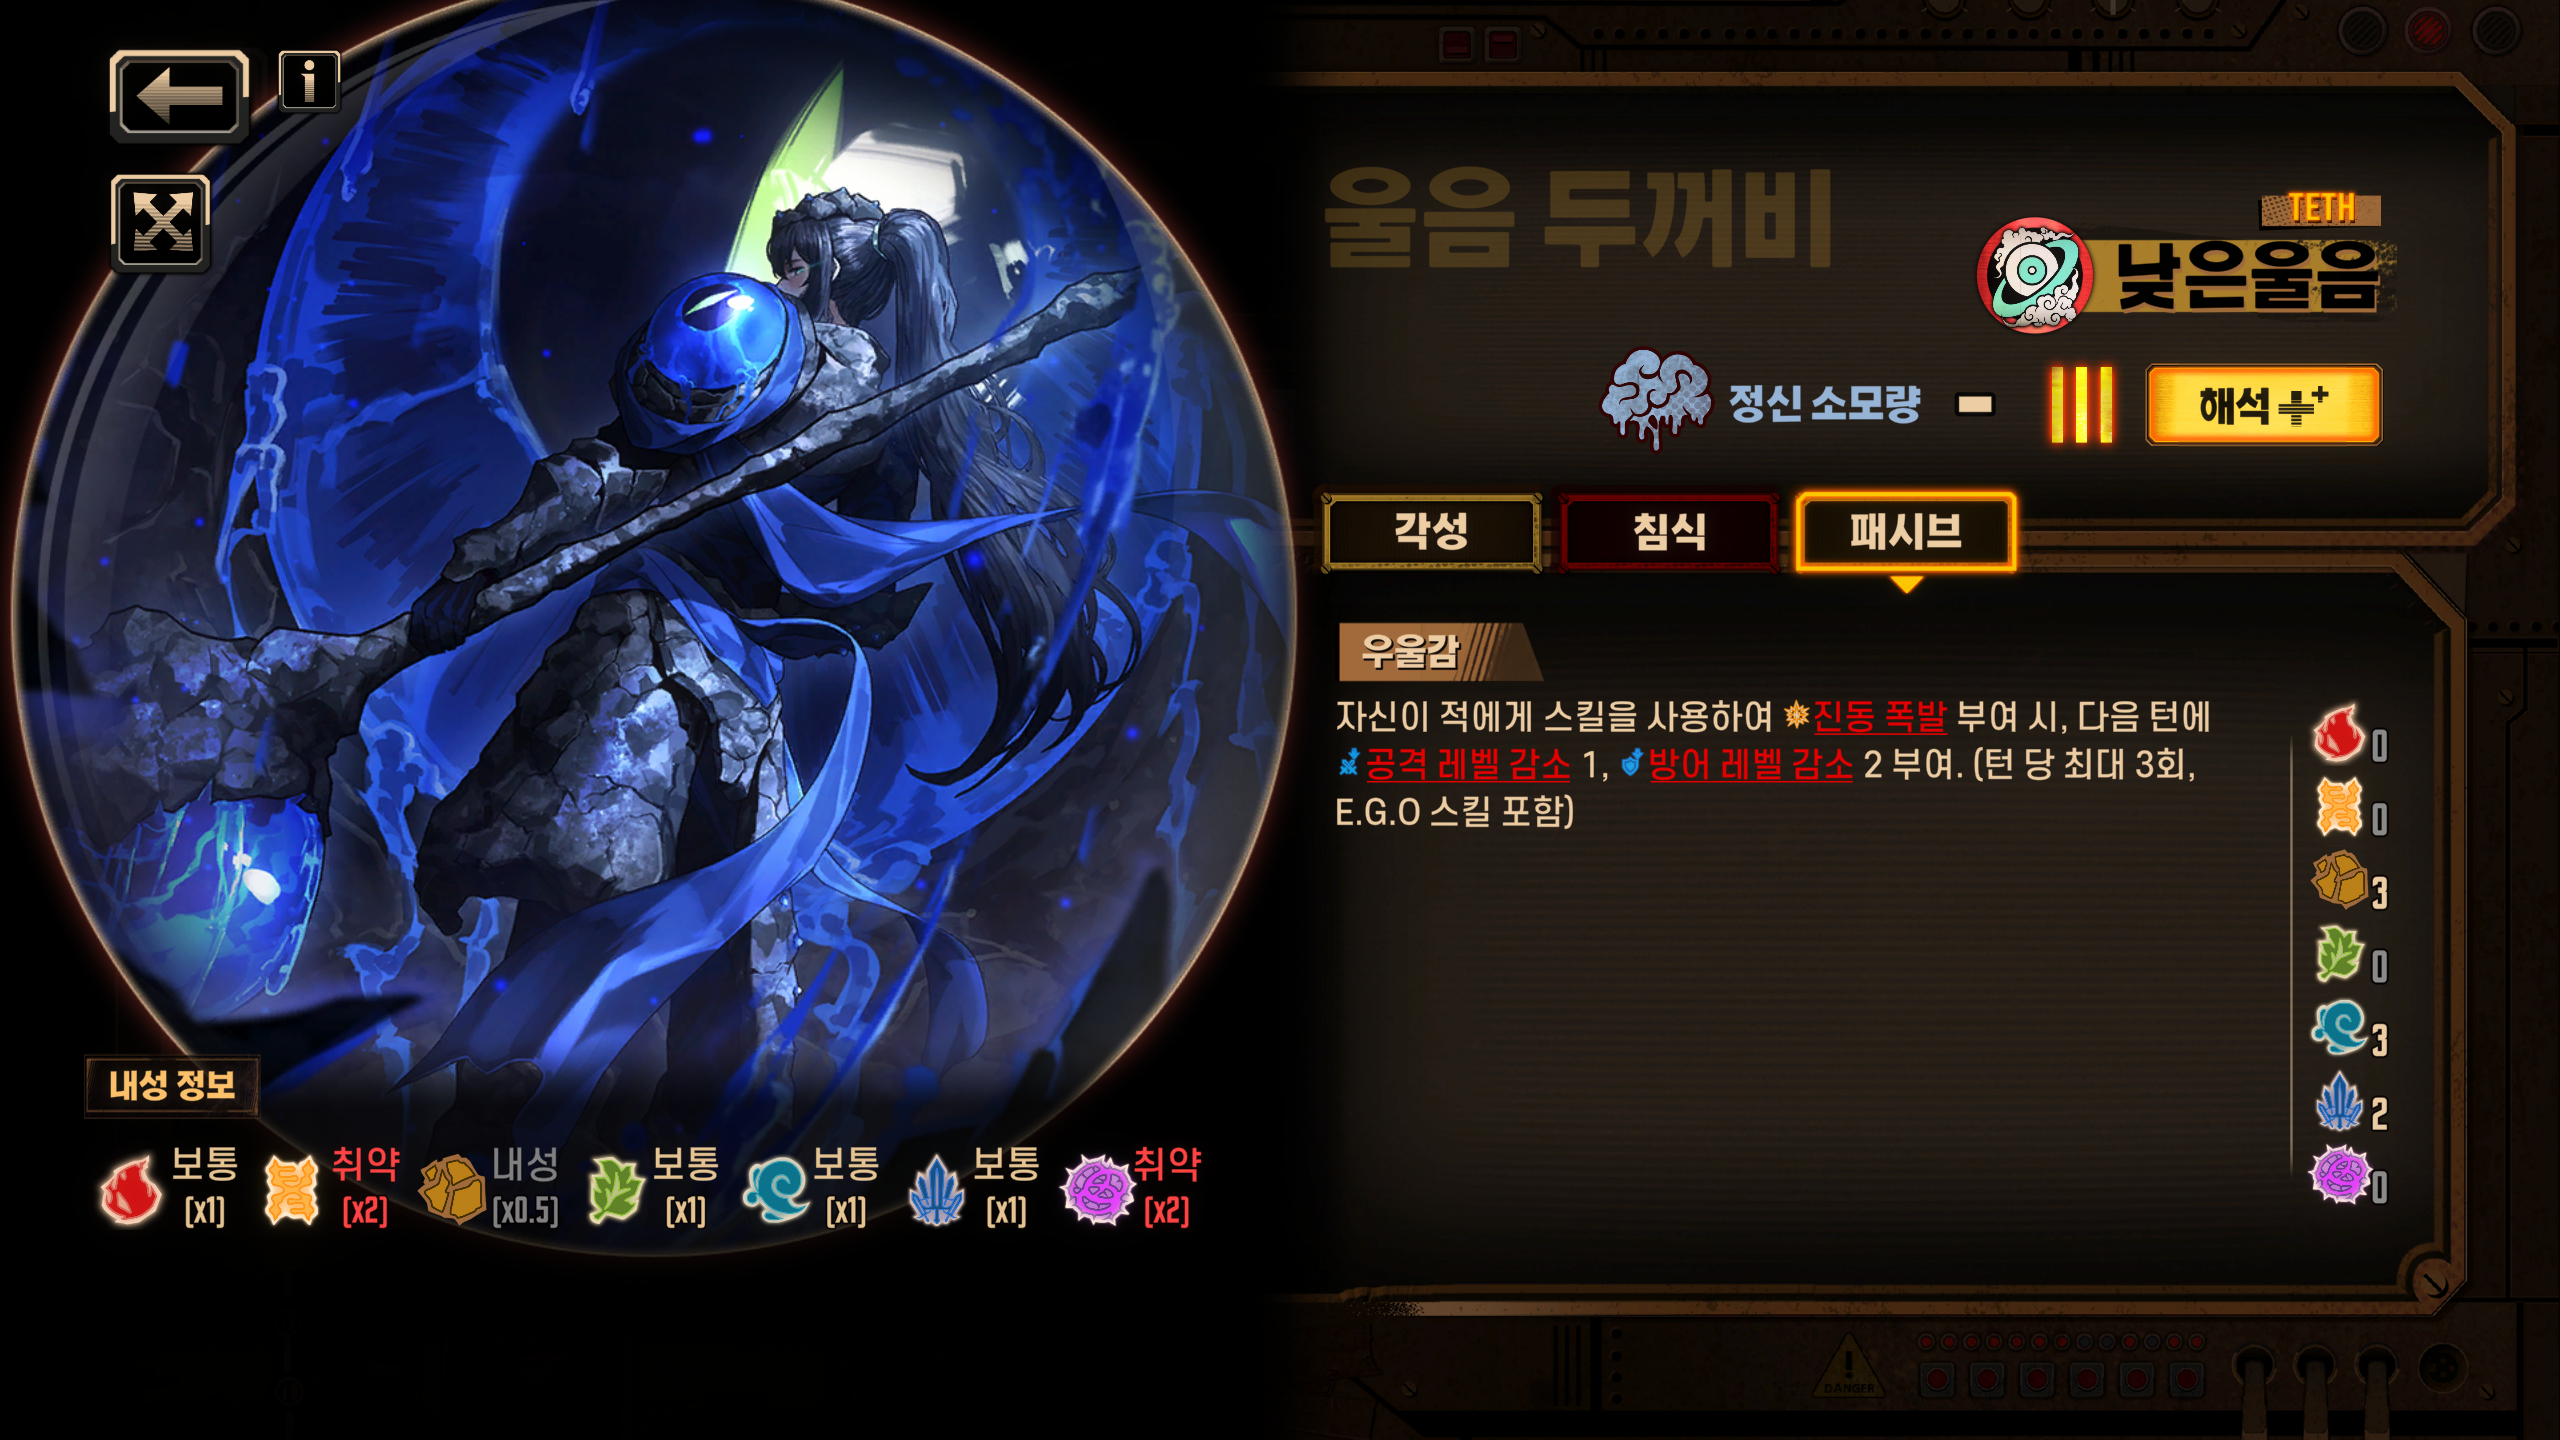 울음 두꺼비
TETH
낮은울음
정신 소모량 -
III
해석 ++
각성
침식
패시브
우울감
자신이 적에게 스킬을 사용하여 진동 폭발 부여 시, 다음 턴에
공격 레벨 감소 1, 방어 레벨 감소 2 부여. (턴 당 최대 3회,
E.G.O 스킬 포함)
0
0
3
0
3
2
0
내성 정보
보통 취약 내성 보통 보통 보통 취약
(x1) (x2) (x0.5) (x1) (x1) (x1) (x2)
DANGER